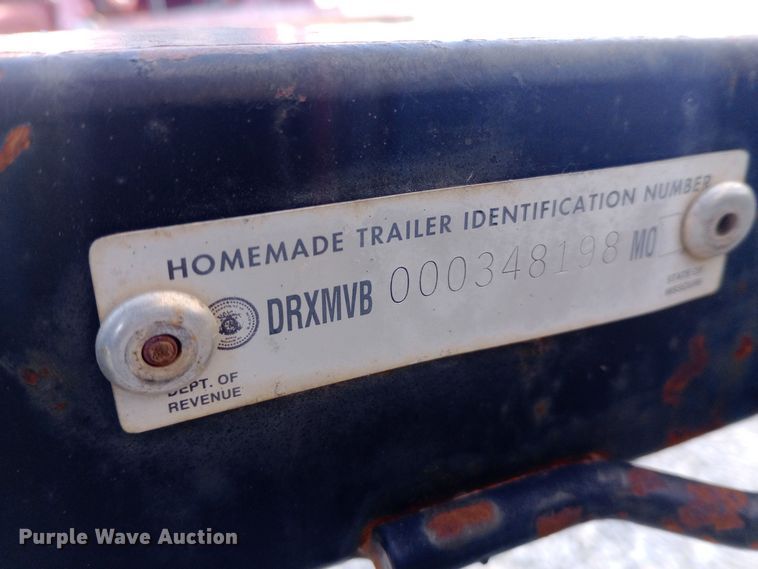 HOMEMADE TRAILER IDENTIFICATION NUMBER
DRXMVB 000348198 MO
STATE OF
MISSOURI
DEPT. OF
REVENUE
Purple Wave Auction